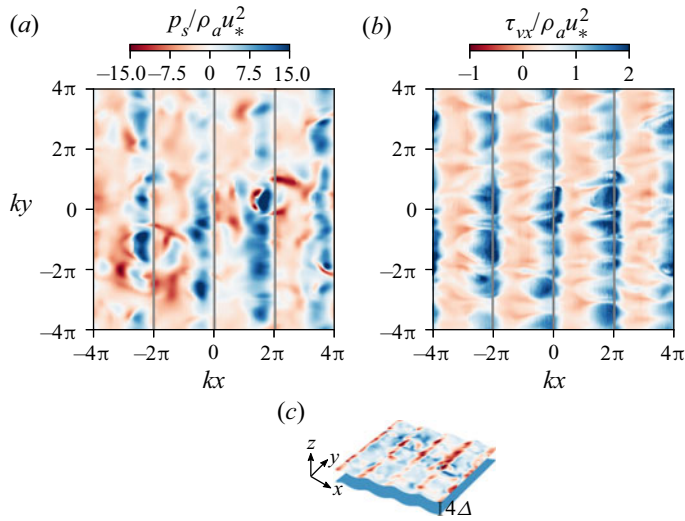 (a) p_s/ρ_a u_*^2 (b) τ_vx/ρ_a u_*^2
−15.0 −7.5 0 7.5 15.0 −1 0 1 2
4π 4π
2π 2π
ky 0 0
−2π −2π
−4π −4π
−4π −2π 0 2π 4π −4π −2π 0 2π 4π
kx kx
(c)
z
y
x
4Δ